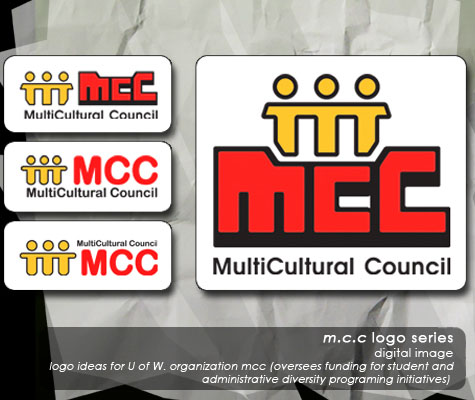 mcc
MultiCultural Council
MCC
MultiCultural Council
MultiCultural Counci
MCC
mcc
MultiCultural Council
m.c.c logo series
digital image
logo ideas for U of W. organization mcc (oversees funding for student and
administrative diversity programing initiatives)